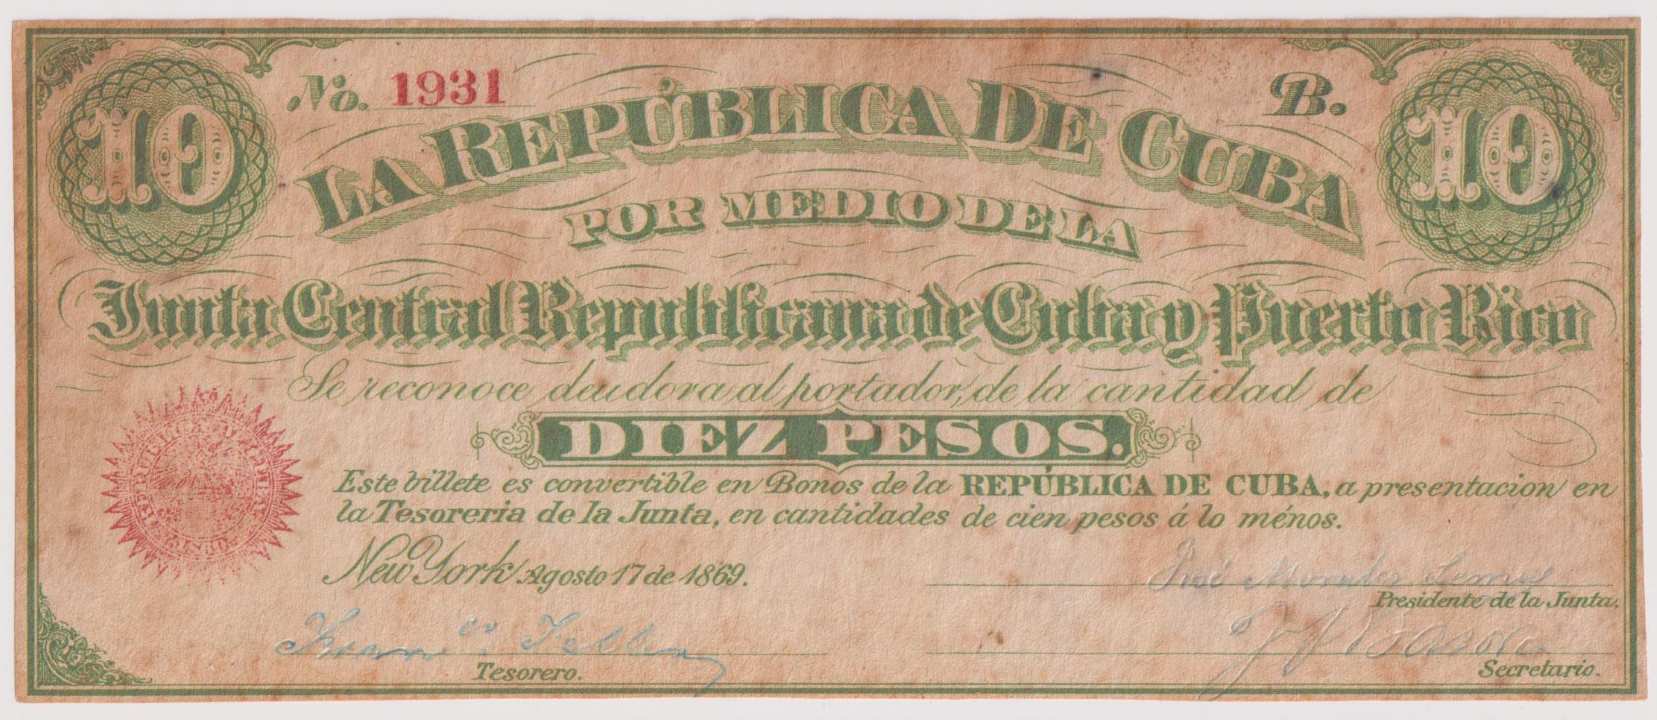 10
No. 1931
B.
10
LA REPÚBLICA DE CUBA
POR MEDIO DE LA
Junta Central Republicana de Cuba y Puerto Rico
Se reconoce deudora al portador, de la cantidad de
DIEZ PESOS.
Este billete es convertible en Bonos de la REPÚBLICA DE CUBA, a presentacion en
la Tesoreria de la Junta, en cantidades de cien pesos á lo ménos.
New York Agosto 17 de 1869.
José Morales Lemus
Presidente de la Junta.
Tesorero.
Secretario.